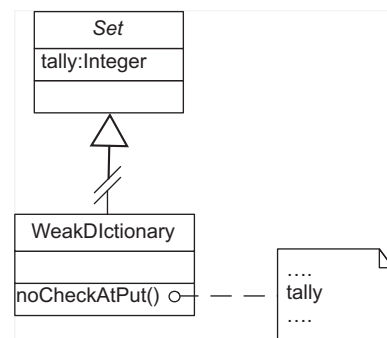 Set
tally:Integer
WeakDIctionary
noCheckAtPut()
....
tally
....